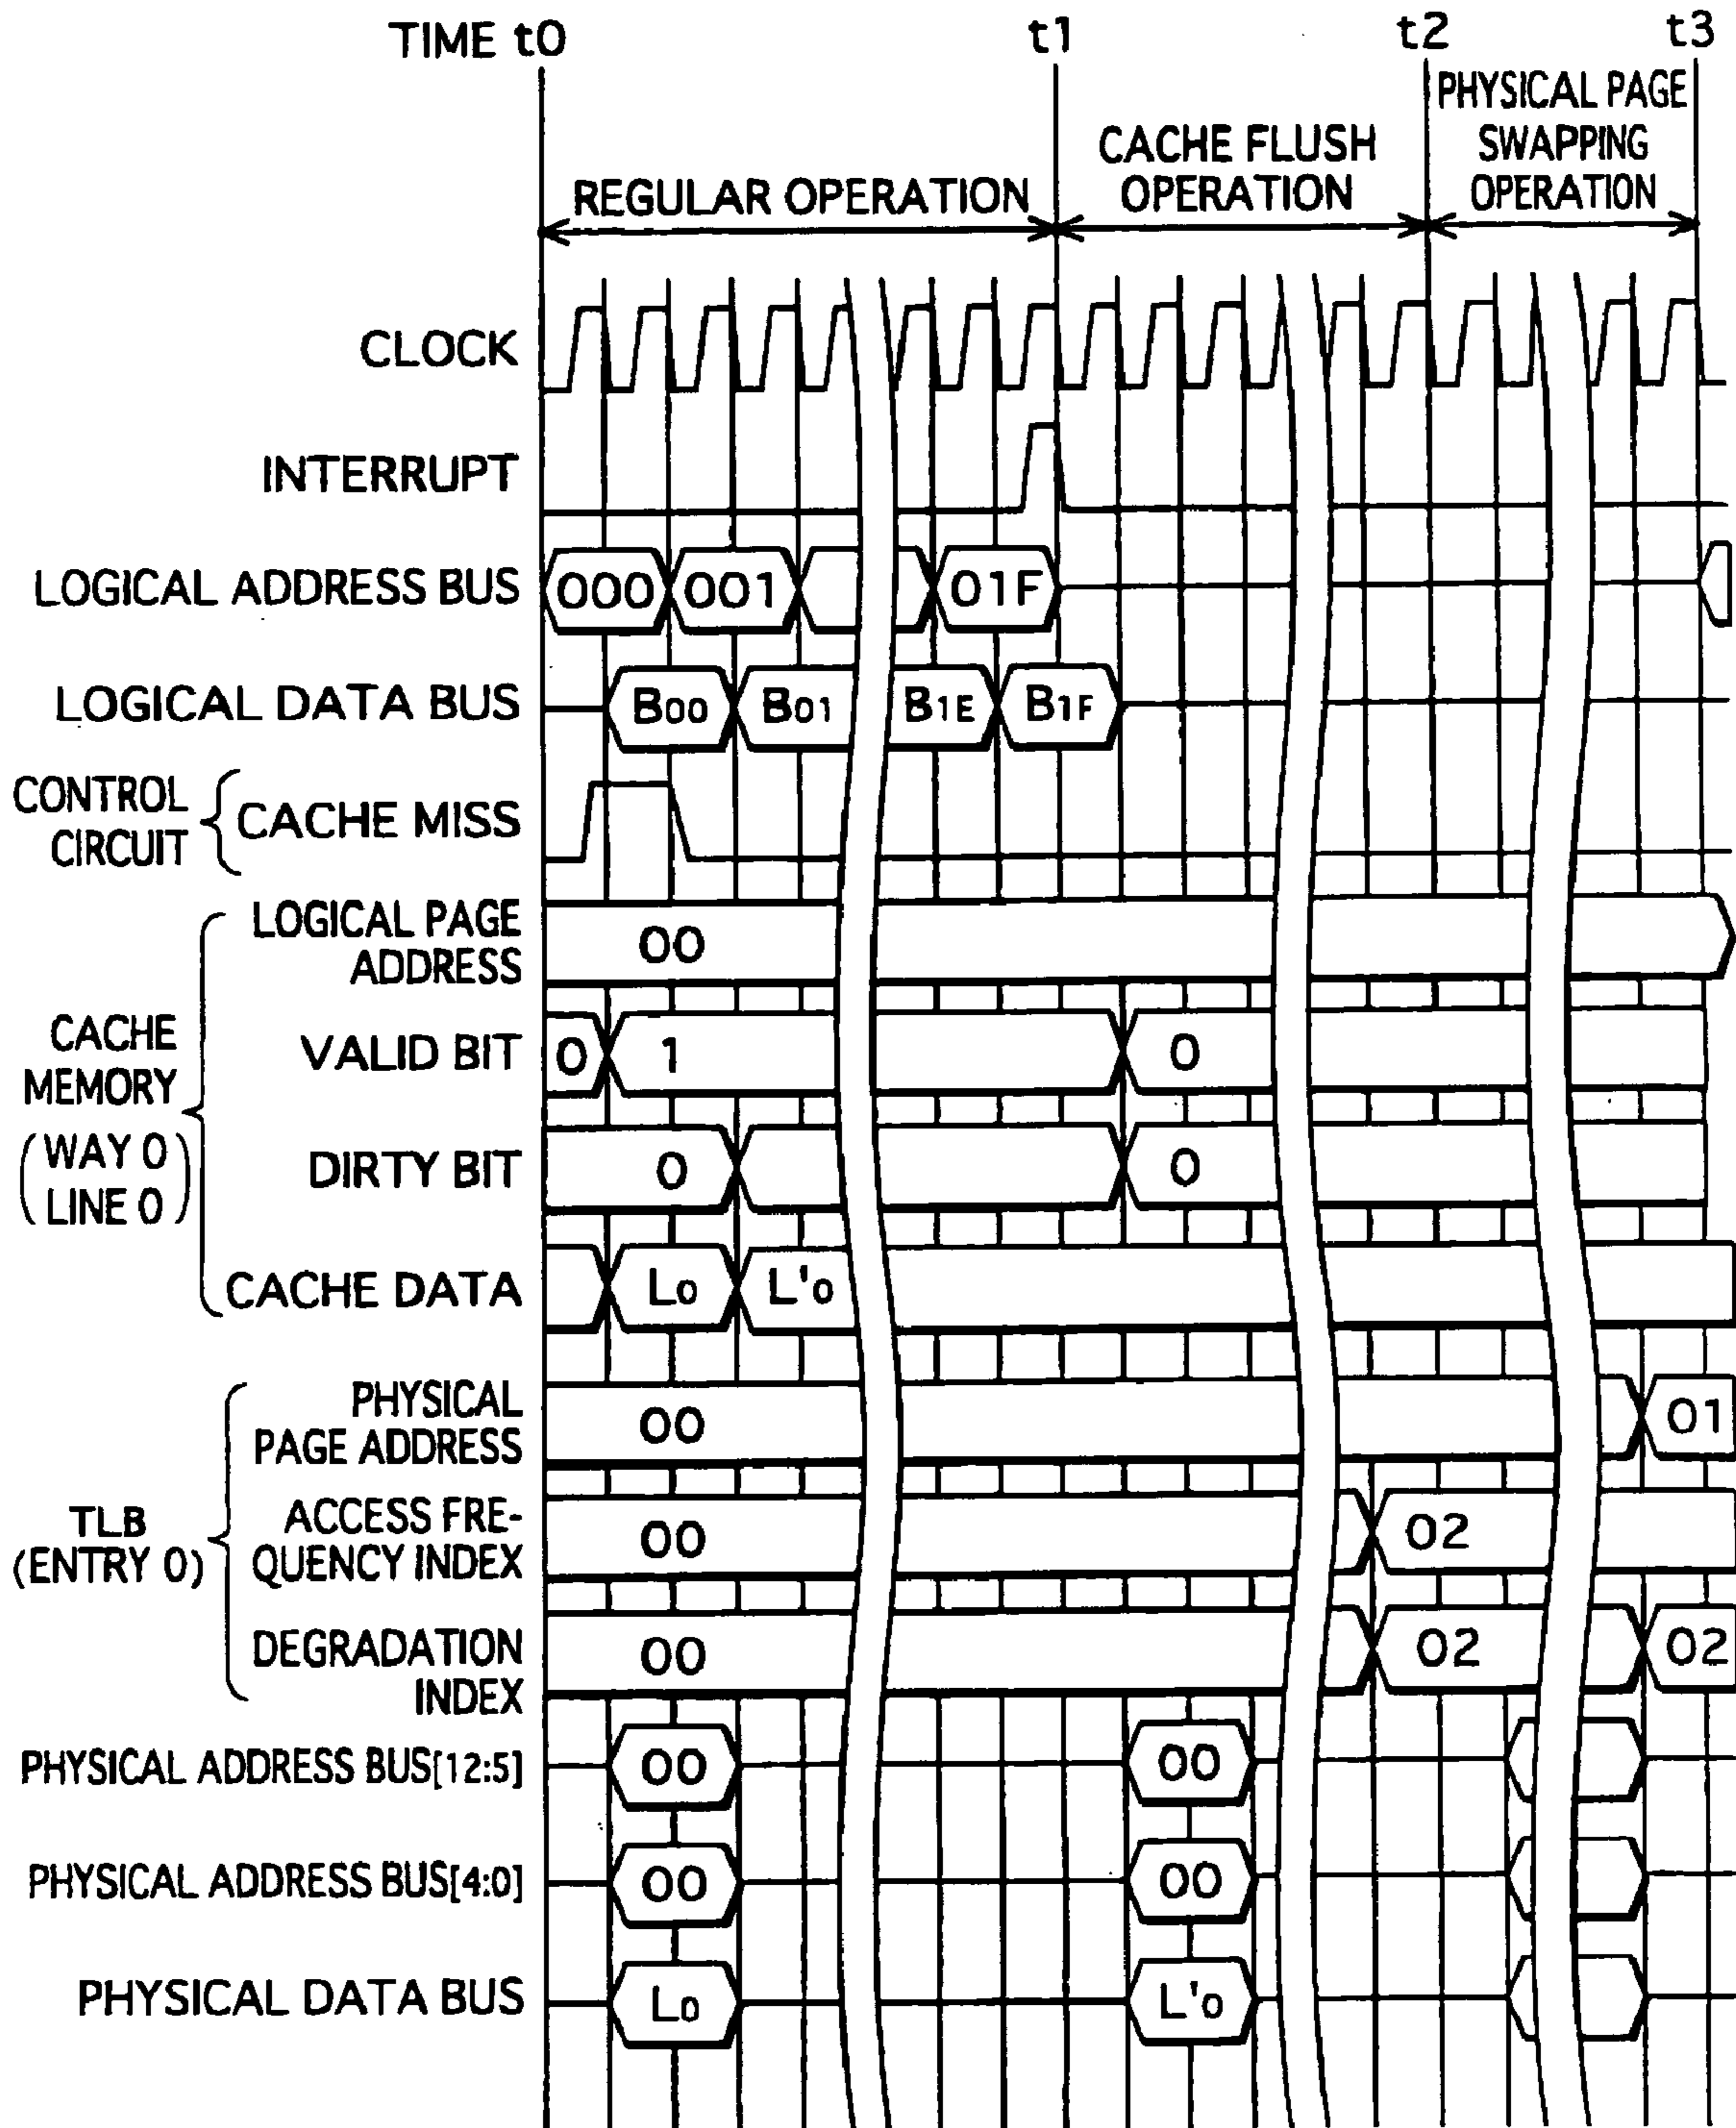 TIME t0 t1 t2 t3
PHYSICAL PAGE
SWAPPING
OPERATION
CACHE FLUSH
OPERATION
REGULAR OPERATION
CLOCK
INTERRUPT
LOGICAL ADDRESS BUS 000 001 01F
LOGICAL DATA BUS B00 B01 B1E B1F
CONTROL
CIRCUIT
CACHE MISS
CACHE
MEMORY
(WAY 0
LINE 0)
LOGICAL PAGE
ADDRESS
00
VALID BIT 0 1 0
DIRTY BIT 0 0
CACHE DATA L0 L'0
TLB
(ENTRY 0)
PHYSICAL
PAGE ADDRESS
00 01
ACCESS FRE-
QUENCY INDEX
00 02
DEGRADATION
INDEX
00 02 02
PHYSICAL ADDRESS BUS[12:5] 00 00
PHYSICAL ADDRESS BUS[4:0] 00 00
PHYSICAL DATA BUS L0 L'0